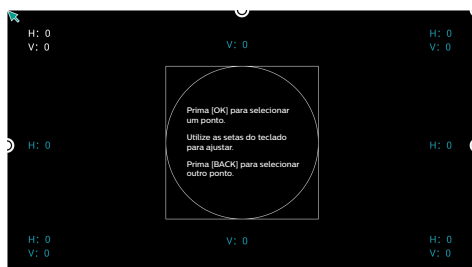 H: 0
V: 0
V: 0
H: 0
V: 0
Prima [OK] para selecionar
um ponto.
Utilize as setas do teclado
para ajustar.
Prima [BACK] para selecionar
outro ponto.
H: 0
H: 0
H: 0
V: 0
V: 0
H: 0
V: 0